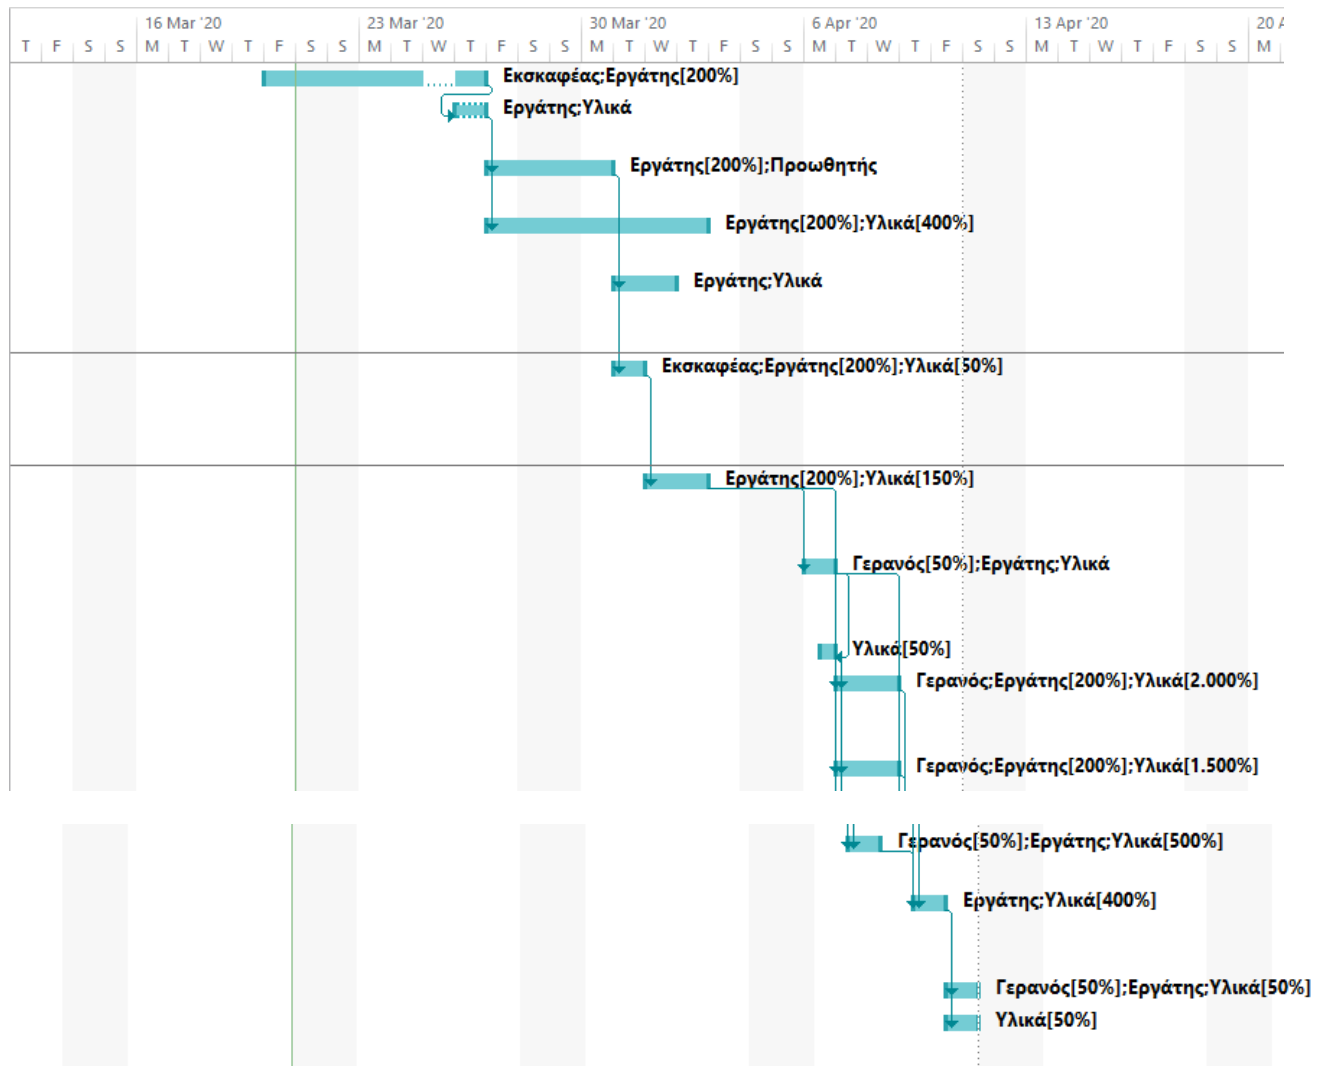 16 Mar '20 23 Mar '20 30 Mar '20 6 Apr '20 13 Apr '20 20 A
T F S S M T W T F S S M T W T F S S M T W T F S S M T W T F S S M T W T F S S M
Εκσκαφέας;Εργάτης[200%]
Εργάτης;Υλικά
Εργάτης[200%];Προωθητής
Εργάτης[200%];Υλικά[400%]
Εργάτης;Υλικά
Εκσκαφέας;Εργάτης[200%];Υλικά[50%]
Εργάτης[200%];Υλικά[150%]
Γερανός[50%];Εργάτης;Υλικά
Υλικά[50%]
Γερανός;Εργάτης[200%];Υλικά[2.000%]
Γερανός;Εργάτης[200%];Υλικά[1.500%]
Γερανός[50%];Εργάτης;Υλικά[500%]
Εργάτης;Υλικά[400%]
Γερανός[50%];Εργάτης;Υλικά[50%]
Υλικά[50%]